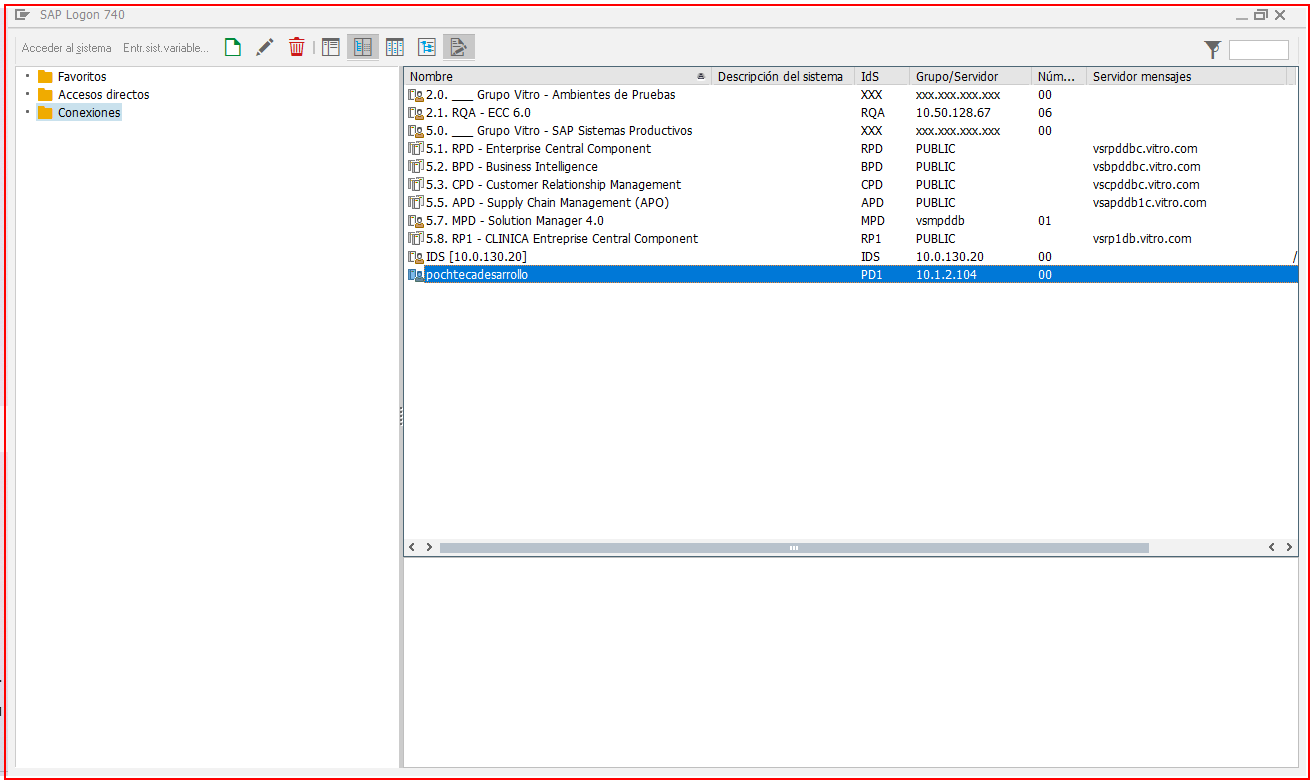 SAP Logon 740
Acceder al sistema Entr.sist.variable...
Favoritos
Accesos directos
Conexiones
Nombre Descripción del sistema IdS Grupo/Servidor Núm... Servidor mensajes
2.0. ___ Grupo Vitro - Ambientes de Pruebas XXX xxx.xxx.xxx.xxx 00
2.1. RQA - ECC 6.0 RQA 10.50.128.67 06
5.0. ___ Grupo Vitro - SAP Sistemas Productivos XXX xxx.xxx.xxx.xxx 00
5.1. RPD - Enterprise Central Component RPD PUBLIC vsrpddbc.vitro.com
5.2. BPD - Business Intelligence BPD PUBLIC vsbpddbc.vitro.com
5.3. CPD - Customer Relationship Management CPD PUBLIC vscpddbc.vitro.com
5.5. APD - Supply Chain Management (APO) APD PUBLIC vsapddb1c.vitro.com
5.7. MPD - Solution Manager 4.0 MPD vsmpddb 01
5.8. RP1 - CLINICA Entreprise Central Component RP1 PUBLIC vsrp1db.vitro.com
IDS [10.0.130.20] IDS 10.0.130.20 00 /
pochtecadesarrollo PD1 10.1.2.104 00